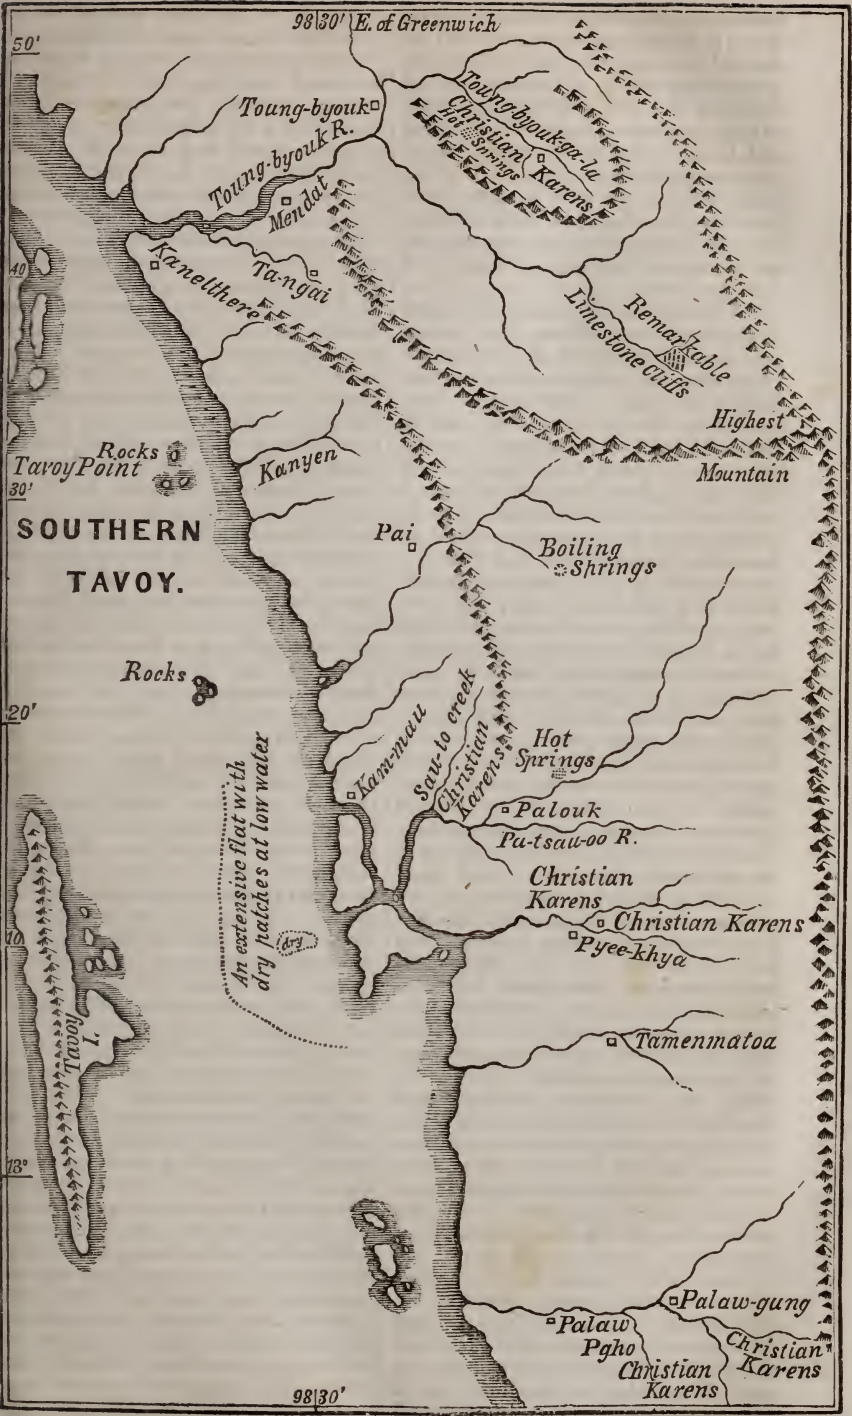 98|30' E. of Greenwich
50'
Toung-byouk
Toung-byouk R.
Mendat
Toung-byouk-ga-la
Christian
Karens
Hot
Springs
40
Kanelthere
Ta-ngai
Remarkable
Limestone Cliffs
Highest
Mountain
Rocks
Tavoy Point
30'
Kanyen
SOUTHERN
TAVOY.
Pai
Boiling
Springs
Rocks
20'
Kam-mau
Sau-to creek
Christian
Karens
Hot
Springs
Palouk
Pa-tsau-oo R.
An extensive flat with
dry patches at low water
dry
Christian
Karens
Christian Karens
Pyee-khya
10
Tavoy
I.
Tamenmatoa
13°
Palaw-gung
Palaw
Pgho
Christian
Karens
Christian
Karens
98|30'